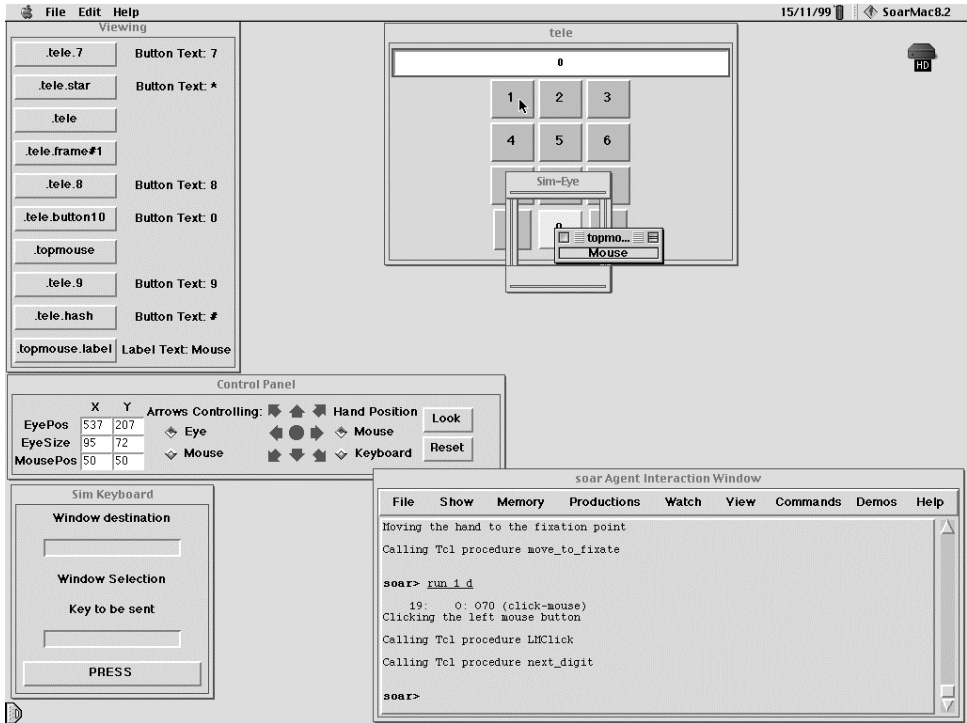 File Edit Help
15/11/99
SoarMac8.2
Viewing
.tele.7 Button Text: 7
.tele.star Button Text: *
.tele
.tele.frame#1
.tele.8 Button Text: 8
.tele.button10 Button Text: 0
.topmouse
.tele.9 Button Text: 9
.tele.hash Button Text: #
.topmouse.label Label Text: Mouse
tele
0
1 2 3
4 5 6
Sim-Eye
topmo...
Mouse
HD
Control Panel
X Y Arrows Controlling: Hand Position
EyePos 537 207 Eye Mouse Look
EyeSize 95 72
MousePos 50 50 Mouse Keyboard Reset
Sim Keyboard
Window destination
Window Selection
Key to be sent
PRESS
soar Agent Interaction Window
File Show Memory Productions Watch View Commands Demos Help
Moving the hand to the fixation point
Calling Tcl procedure move_to_fixate
soar> run 1 d
19: O: O70 (click-mouse)
Clicking the left mouse button
Calling Tcl procedure LMClick
Calling Tcl procedure next_digit
soar>